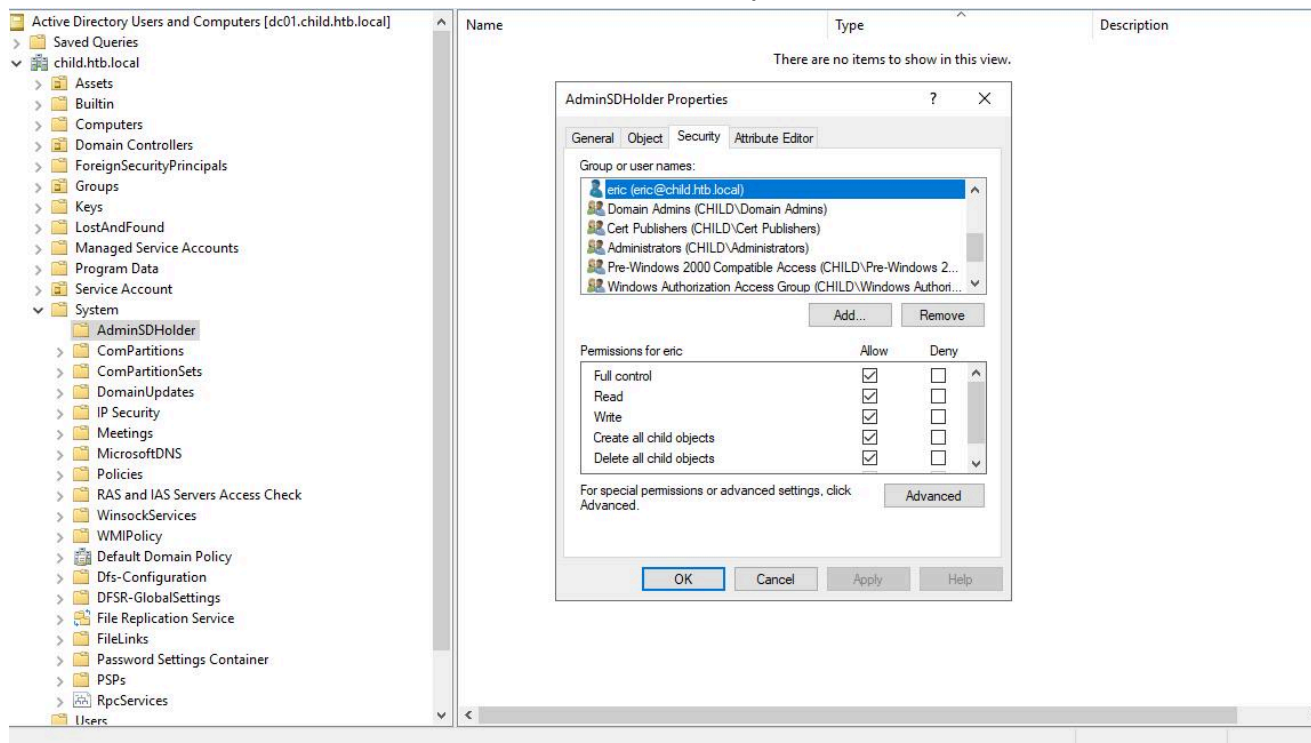 Active Directory Users and Computers [dc01.child.htb.local]
Saved Queries
child.htb.local
Assets
Builtin
Computers
Domain Controllers
ForeignSecurityPrincipals
Groups
Keys
LostAndFound
Managed Service Accounts
Program Data
Service Account
System
AdminSDHolder
ComPartitions
ComPartitionSets
DomainUpdates
IP Security
Meetings
MicrosoftDNS
Policies
RAS and IAS Servers Access Check
WinsockServices
WMIPolicy
Default Domain Policy
Dfs-Configuration
DFSR-GlobalSettings
File Replication Service
FileLinks
Password Settings Container
PSPs
RpcServices
Users
Name Type Description
There are no items to show in this view.
AdminSDHolder Properties ?
General Object Security Attribute Editor
Group or user names:
eric (eric@child.htb.local)
Domain Admins (CHILD\Domain Admins)
Cert Publishers (CHILD\Cert Publishers)
Administrators (CHILD\Administrators)
Pre-Windows 2000 Compatible Access (CHILD\Pre-Windows 2...
Windows Authorization Access Group (CHILD\Windows Authori...
Add... Remove
Permissions for eric Allow Deny
Full control
Read
Write
Create all child objects
Delete all child objects
For special permissions or advanced settings, click
Advanced.
Advanced
OK Cancel Apply Help